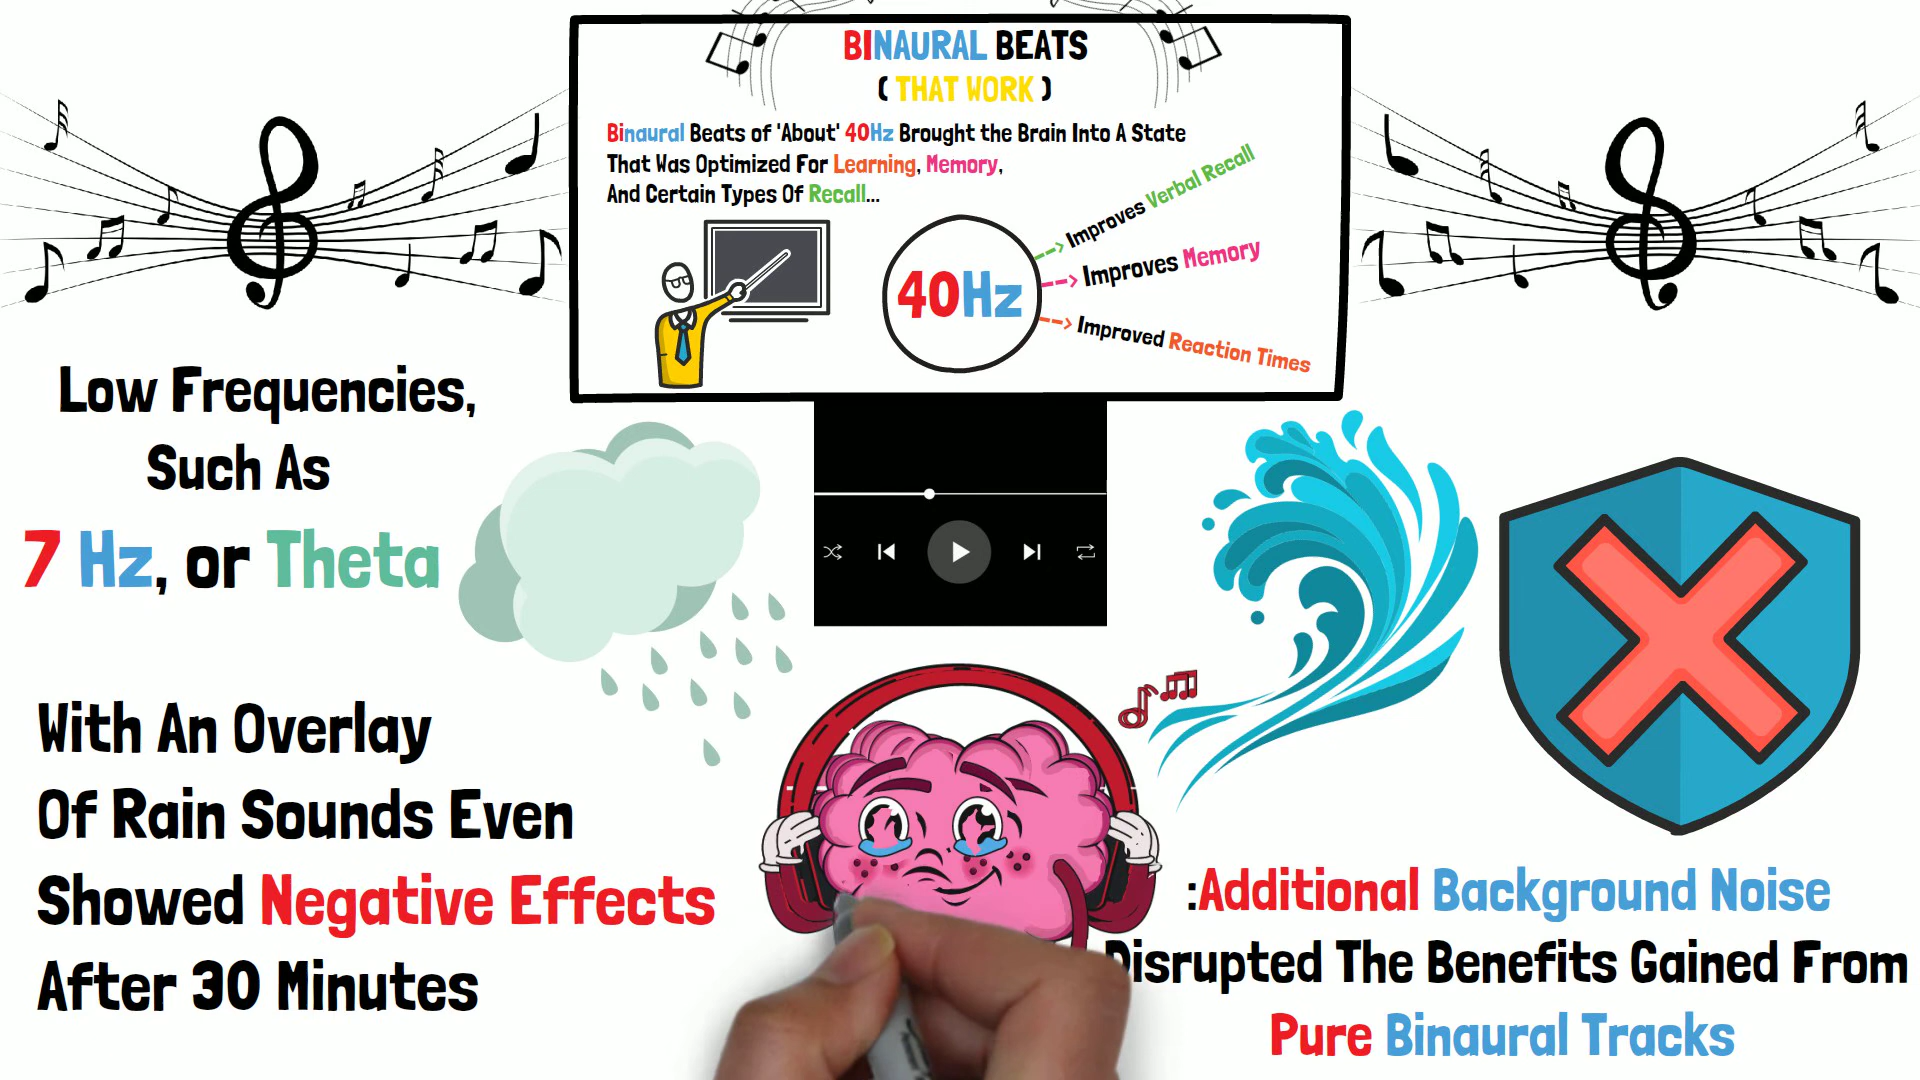 BINAURAL BEATS
( THAT WORK )
Binaural Beats of 'About' 40Hz Brought the Brain Into A State
That Was Optimized For Learning, Memory,
And Certain Types Of Recall...
40Hz
Improves Verbal Recall
Improves Memory
Improved Reaction Times
Low Frequencies,
Such As
7 Hz, or Theta
With An Overlay
Of Rain Sounds Even
Showed Negative Effects
After 30 Minutes
:Additional Background Noise
Disrupted The Benefits Gained From
Pure Binaural Tracks